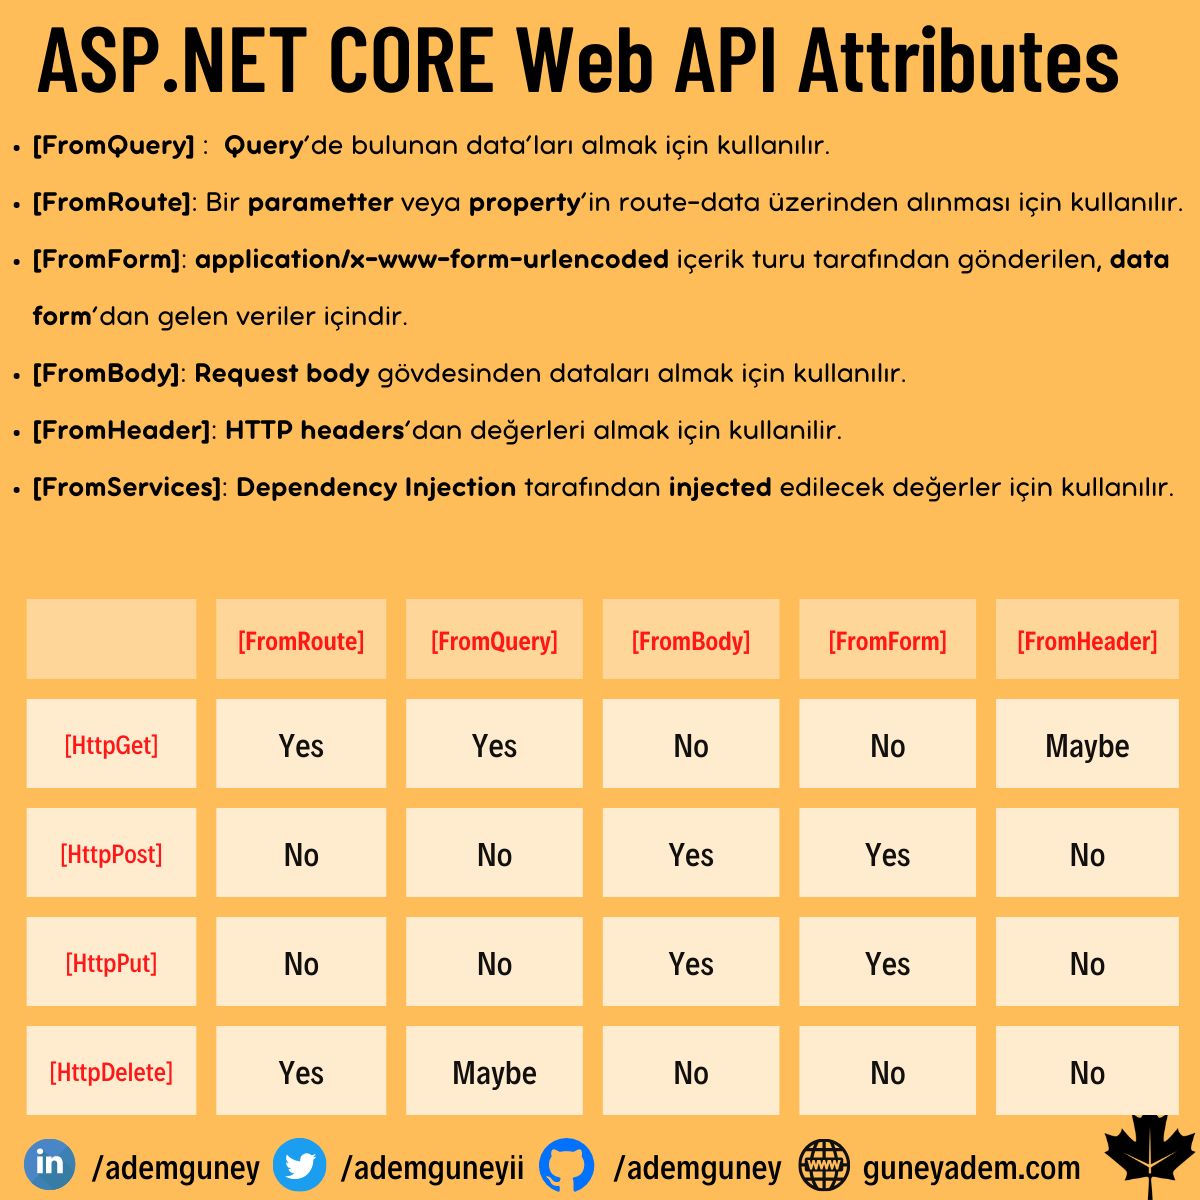 ASP.NET CORE Web API Attributes
• [FromQuery] : Query'de bulunan data'ları almak için kullanılır.
• [FromRoute]: Bir parametter veya property'in route-data üzerinden alınması için kullanılır.
• [FromForm]: application/x-www-form-urlencoded içerik turu tarafından gönderilen, data
form'dan gelen veriler içindir.
• [FromBody]: Request body gövdesinden dataları almak için kullanılır.
• [FromHeader]: HTTP headers'dan değerleri almak için kullanilir.
• [FromServices]: Dependency Injection tarafından injected edilecek değerler için kullanılır.
[FromRoute] [FromQuery] [FromBody] [FromForm] [FromHeader]
[HttpGet] Yes Yes No No Maybe
[HttpPost] No No Yes Yes No
[HttpPut] No No Yes Yes No
[HttpDelete] Yes Maybe No No No
in /ademguney /ademguneyii /ademguney www guneyadem.com